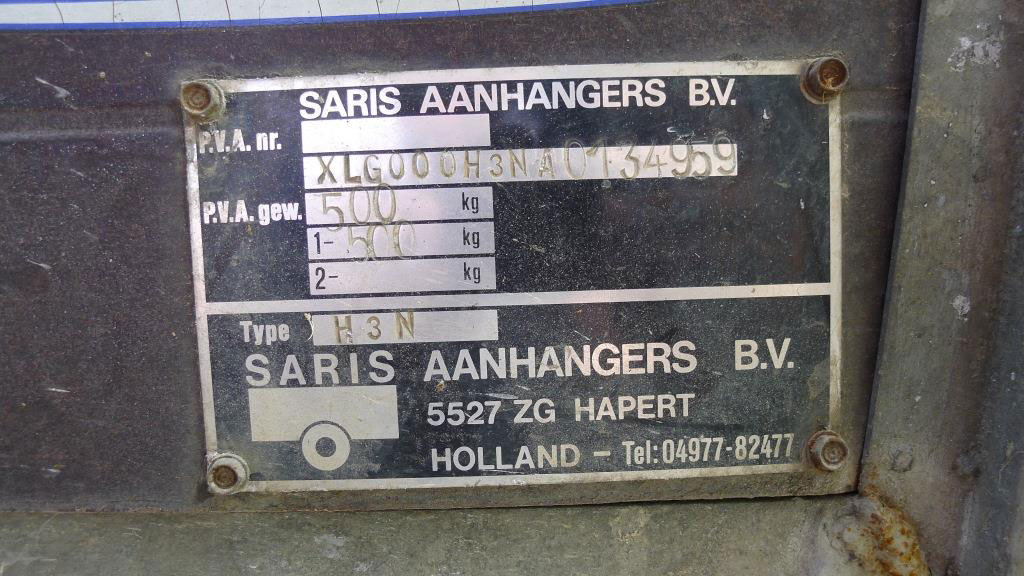 SARIS AANHANGERS B.V.
P.V.A. nr.
XLG000H3NA0134959
P.V.A. gew. 500 kg
1- 500 kg
2- kg
Type H3N
SARIS AANHANGERS B.V.
5527 ZG HAPERT
HOLLAND - Tel: 04977-82477